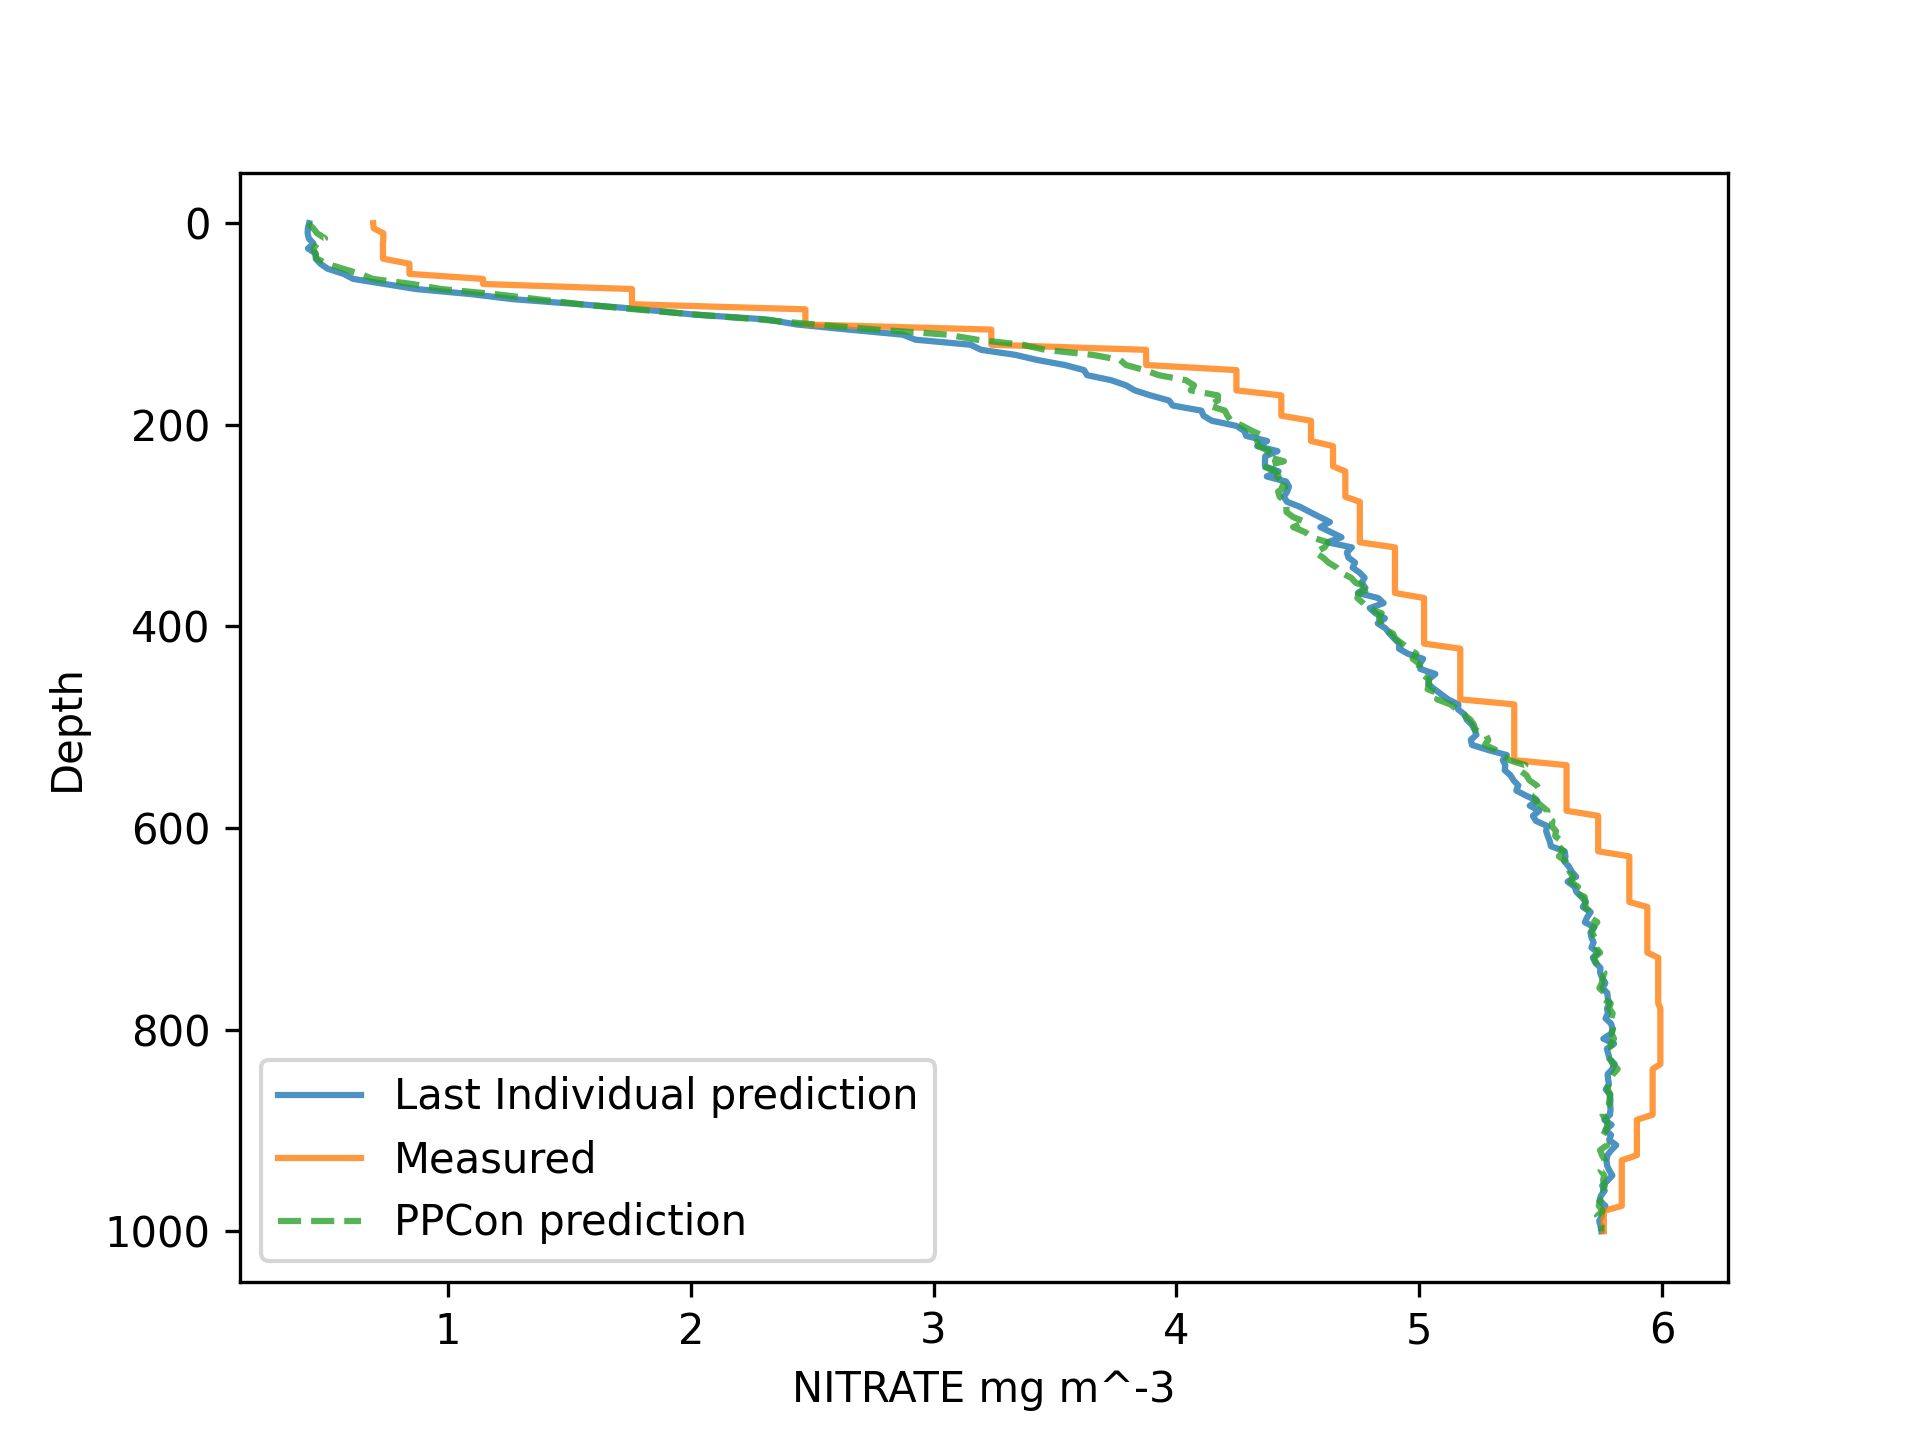 0
200
400
600
800
1000
Depth
Last Individual prediction
Measured
PPCon prediction
1 2 3 4 5 6
NITRATE mg m^-3